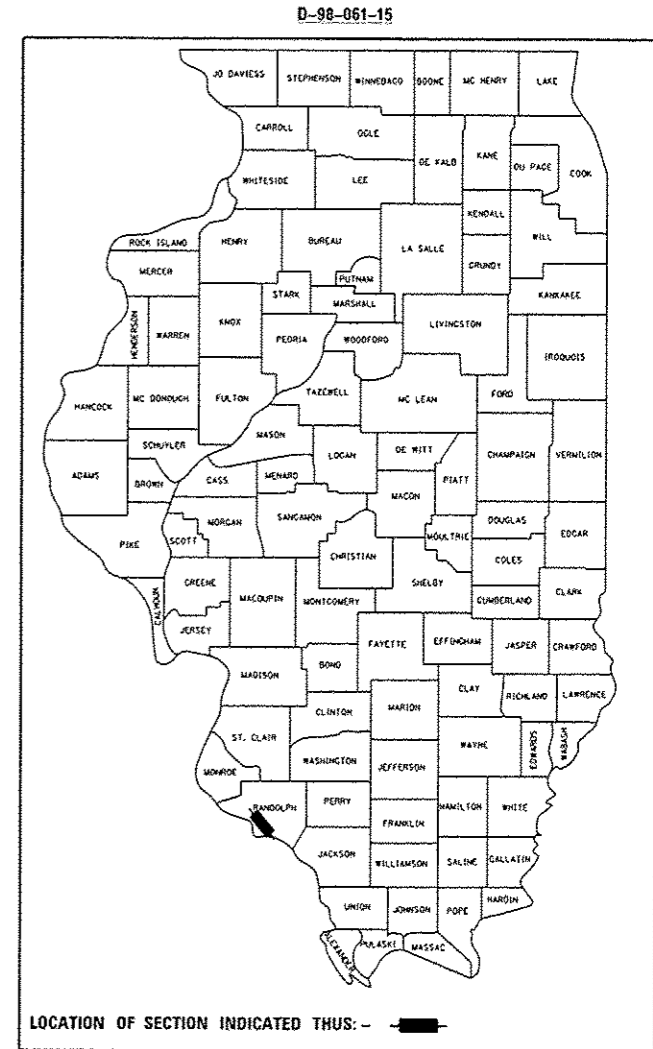 D-98-061-15
JO DAVIESS STEPHENSON WINNEBAGO BOONE MC HENRY LAKE
CARROLL OGLE DE KALB KANE DU PAGE COOK
WHITESIDE LEE
KENDALL
ROCK ISLAND HENRY BUREAU LA SALLE WILL
MERCER PUTNAM GRUNDY
STARK MARSHALL KANKAKEE
HENDERSON WARREN KNOX PEORIA WOODFORD LIVINGSTON
IROQUOIS
HANCOCK MC DONOUGH FULTON TAZEWELL MC LEAN FORD
MASON
SCHUYLER LOGAN DE WITT CHAMPAIGN VERMILION
ADAMS BROWN CASS MENARD PIATT
MACON
PIKE SCOTT MORGAN SANGAMON DOUGLAS
CHRISTIAN MOULTRIE EDGAR
COLES
CALHOUN GREENE MACOUPIN MONTGOMERY SHELBY CUMBERLAND CLARK
JERSEY
FAYETTE EFFINGHAM JASPER CRAWFORD
MADISON BOND
CLAY RICHLAND LAWRENCE
CLINTON MARION
ST. CLAIR WAYNE EDWARDS WABASH
MONROE WASHINGTON JEFFERSON
RANDOLPH PERRY HAMILTON WHITE
FRANKLIN
JACKSON WILLIAMSON SALINE GALLATIN
HARDIN
UNION JOHNSON POPE
ALEXANDER PULASKI MASSAC
LOCATION OF SECTION INDICATED THUS: -